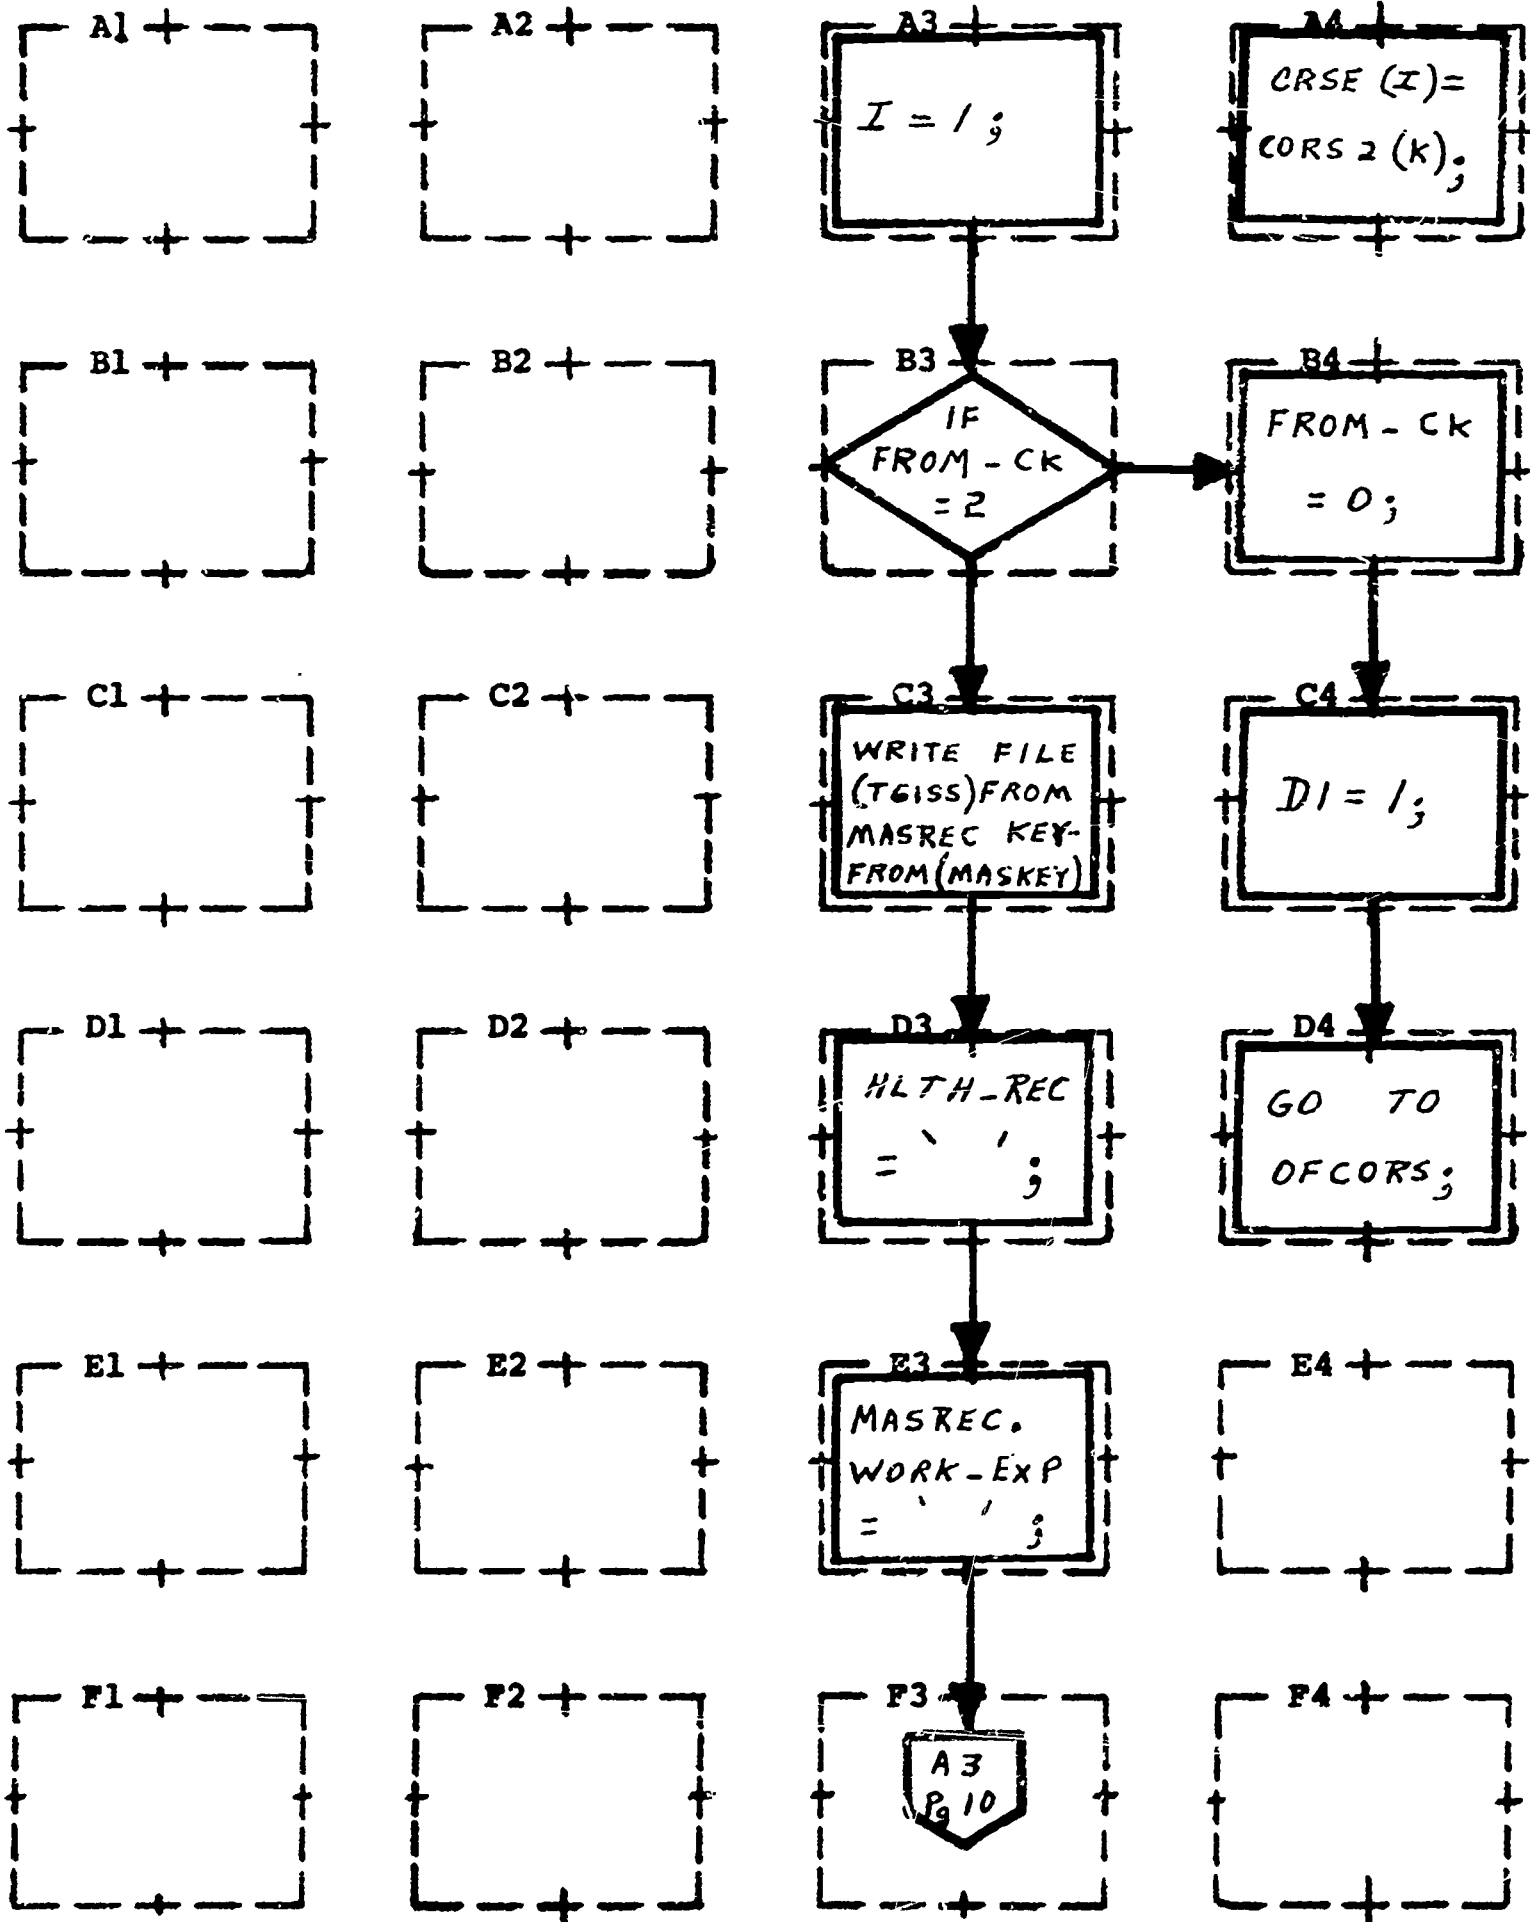 A1
A2
A3
I = 1 ;
A4
CRSE (I)=
CORS 2 (K);
B1
B2
B3
IF
FROM - CK
= 2
B4
FROM - CK
= 0 ;
C1
C2
C3
WRITE FILE
(TGISS) FROM
MASREC KEY-
FROM (MASKEY)
C4
D1 = 1 ;
D1
D2
D3
HLTH_REC
= ' ' ;
D4
GO TO
OFCORS;
E1
E2
E3
MASREC.
WORK_EXP
= ' ' ;
E4
F1
F2
F3
A3
Pg 10
F4